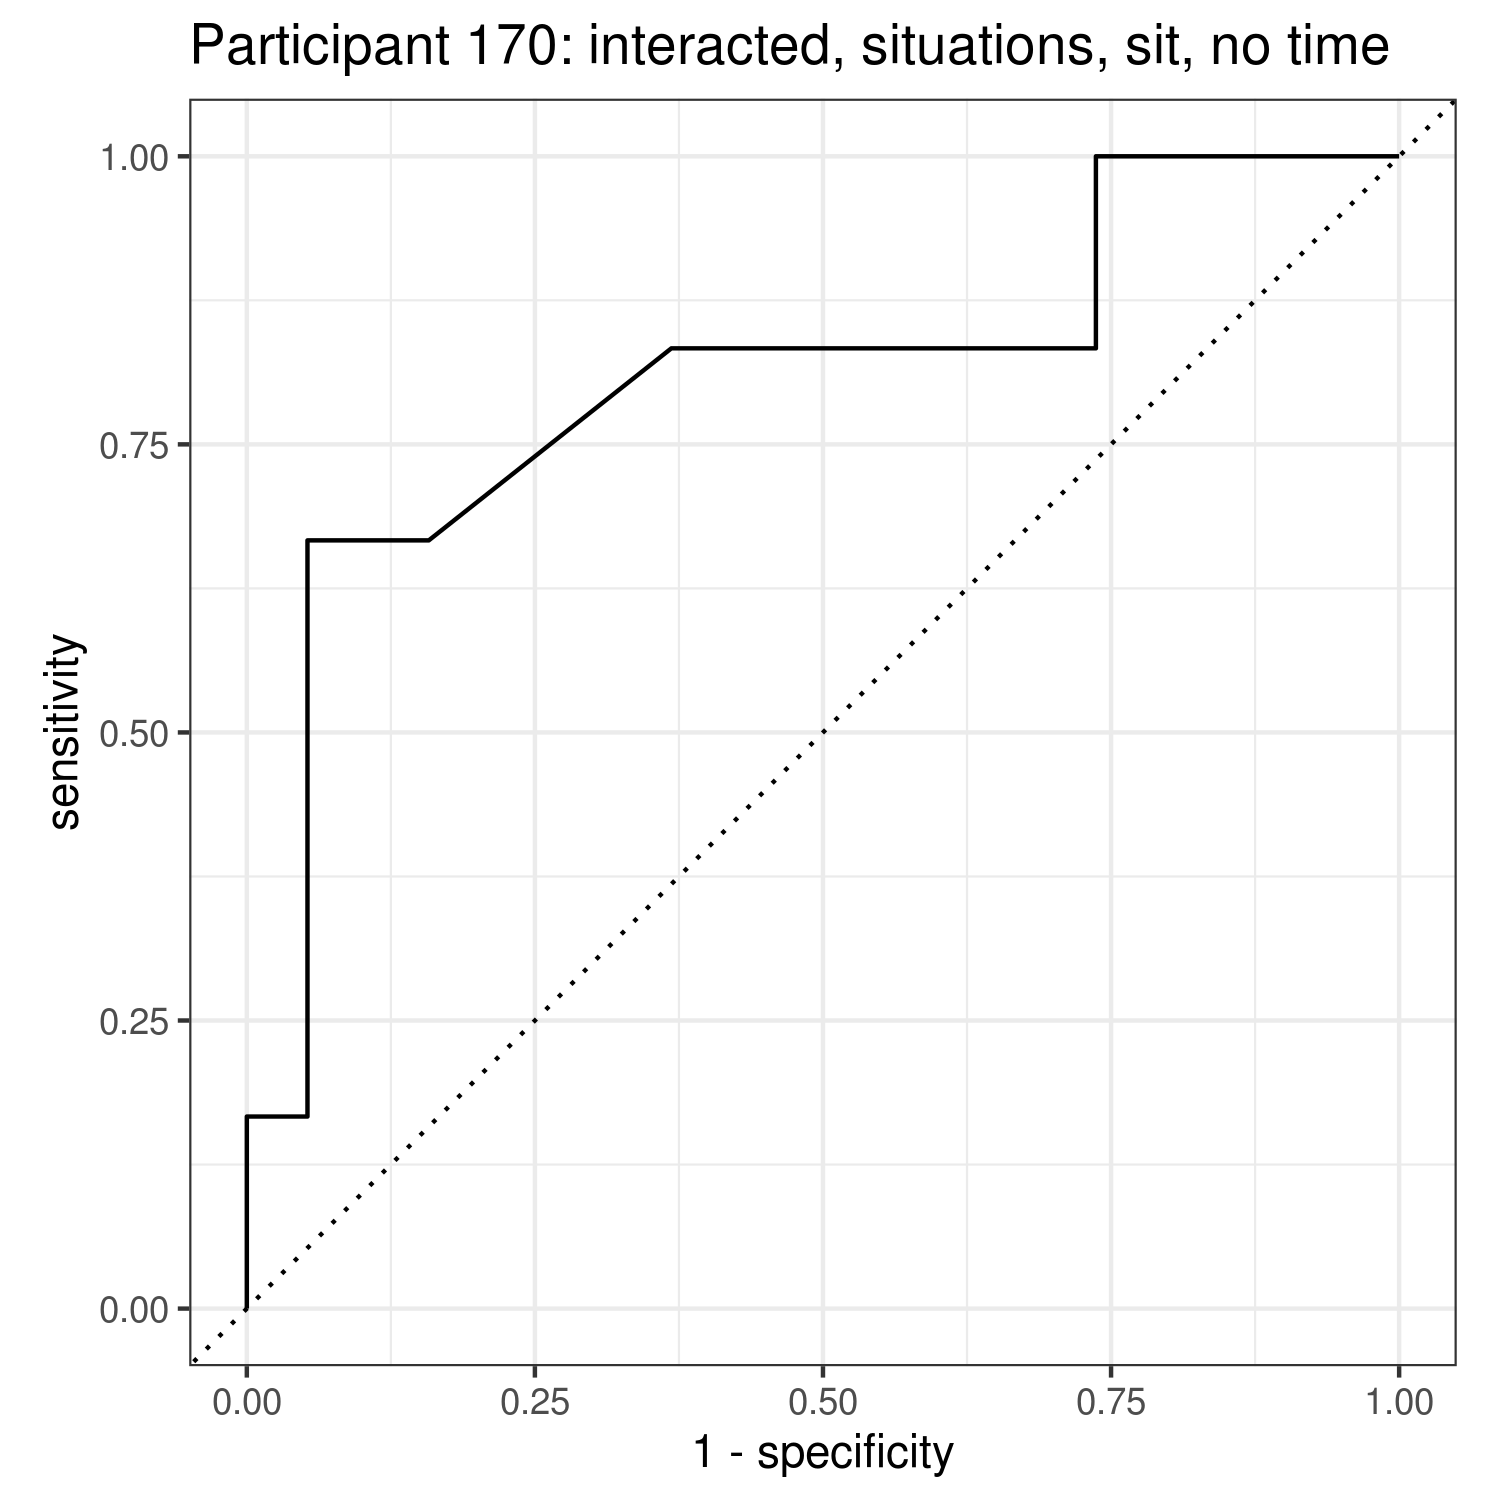 Participant 170: interacted, situations, sit, no time
1.00
0.75
0.50
0.25
0.00
sensitivity
0.00 0.25 0.50 0.75 1.00
1 - specificity